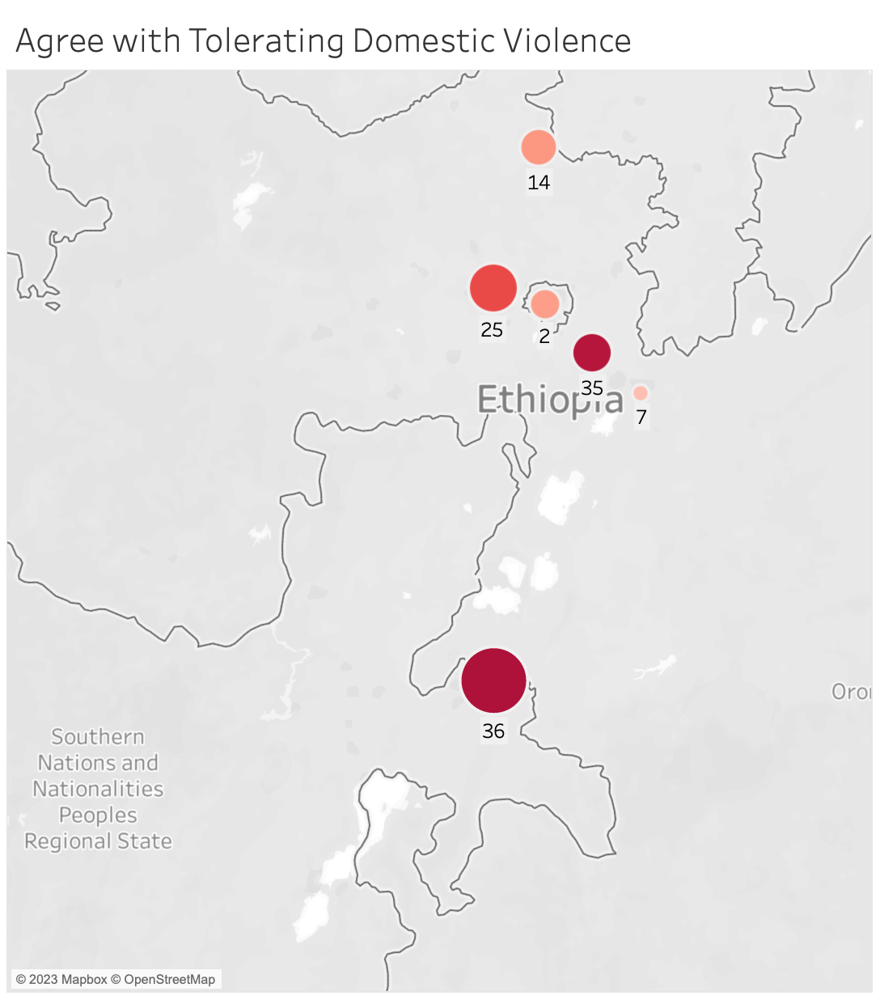 Agree with Tolerating Domestic Violence
14
25
2
35
Ethiopia
7
36
Oror
Southern
Nations and
Nationalities
Peoples
Regional State
© 2023 Mapbox © OpenStreetMap